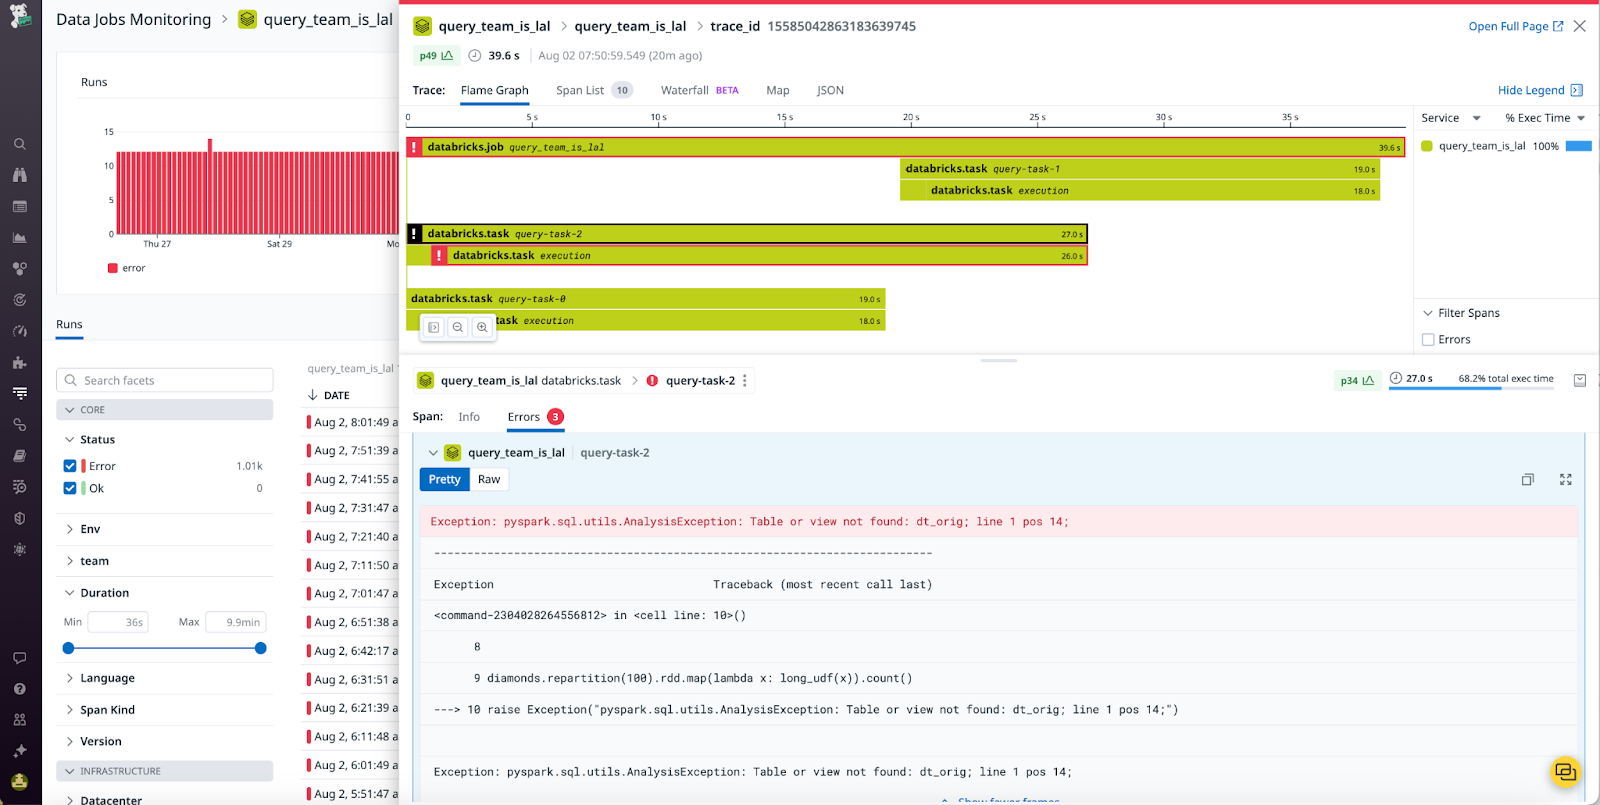 Data Jobs Monitoring > query_team_is_lal
Runs
15
10
5
0
Thu 27
Sat 29
Mo
error
Runs
Search facets
CORE
Status
Error 1.01k
Ok 0
Env
team
Duration
Min 36s Max 9.9min
Language
Span Kind
Version
INFRASTRUCTURE
Datacenter
query_team_is_lal
DATE
Aug 2, 8:01:49 a
Aug 2, 7:51:39 a
Aug 2, 7:41:55 a
Aug 2, 7:31:47 a
Aug 2, 7:21:40 a
Aug 2, 7:11:50 a
Aug 2, 7:01:47 a
Aug 2, 6:51:38 a
Aug 2, 6:42:17 a
Aug 2, 6:31:51 a
Aug 2, 6:21:39 a
Aug 2, 6:11:48 a
Aug 2, 6:01:49 a
Aug 2, 5:51:47 a
query_team_is_lal > query_team_is_lal > trace_id 15585042863183639745
Open Full Page
p49 39.6 s Aug 02 07:50:59.549 (20m ago)
Trace: Flame Graph Span List 10 Waterfall BETA Map JSON
Hide Legend
0 5 s 10 s 15 s 20 s 25 s 30 s 35 s
Service % Exec Time
query_team_is_lal 100%
! databricks.job query_team_is_lal 39.6 s
databricks.task query-task-1 19.0 s
databricks.task execution 18.0 s
! databricks.task query-task-2 27.0 s
! databricks.task execution 26.0 s
databricks.task query-task-0 19.0 s
task execution 18.0 s
Filter Spans
Errors
query_team_is_lal databricks.task > query-task-2
p34 27.0 s 68.2% total exec time
Span: Info Errors 3
query_team_is_lal query-task-2
Pretty Raw
Exception: pyspark.sql.utils.AnalysisException: Table or view not found: dt_orig; line 1 pos 14;
---------------------------------------------------------------------------
Exception Traceback (most recent call last)
<command-2304028264556812> in <cell line: 10>()
8
9 diamonds.repartition(100).rdd.map(lambda x: long_udf(x)).count()
---> 10 raise Exception("pyspark.sql.utils.AnalysisException: Table or view not found: dt_orig; line 1 pos 14;")
Exception: pyspark.sql.utils.AnalysisException: Table or view not found: dt_orig; line 1 pos 14;
Show fewer frames